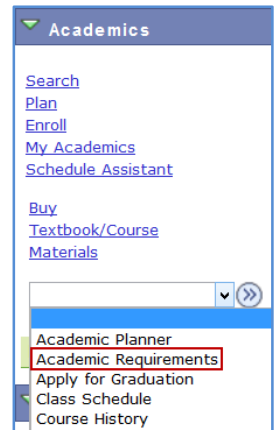 Academics
Search
Plan
Enroll
My Academics
Schedule Assistant
Buy
Textbook/Course
Materials
Academic Planner
Academic Requirements
Apply for Graduation
Class Schedule
Course History